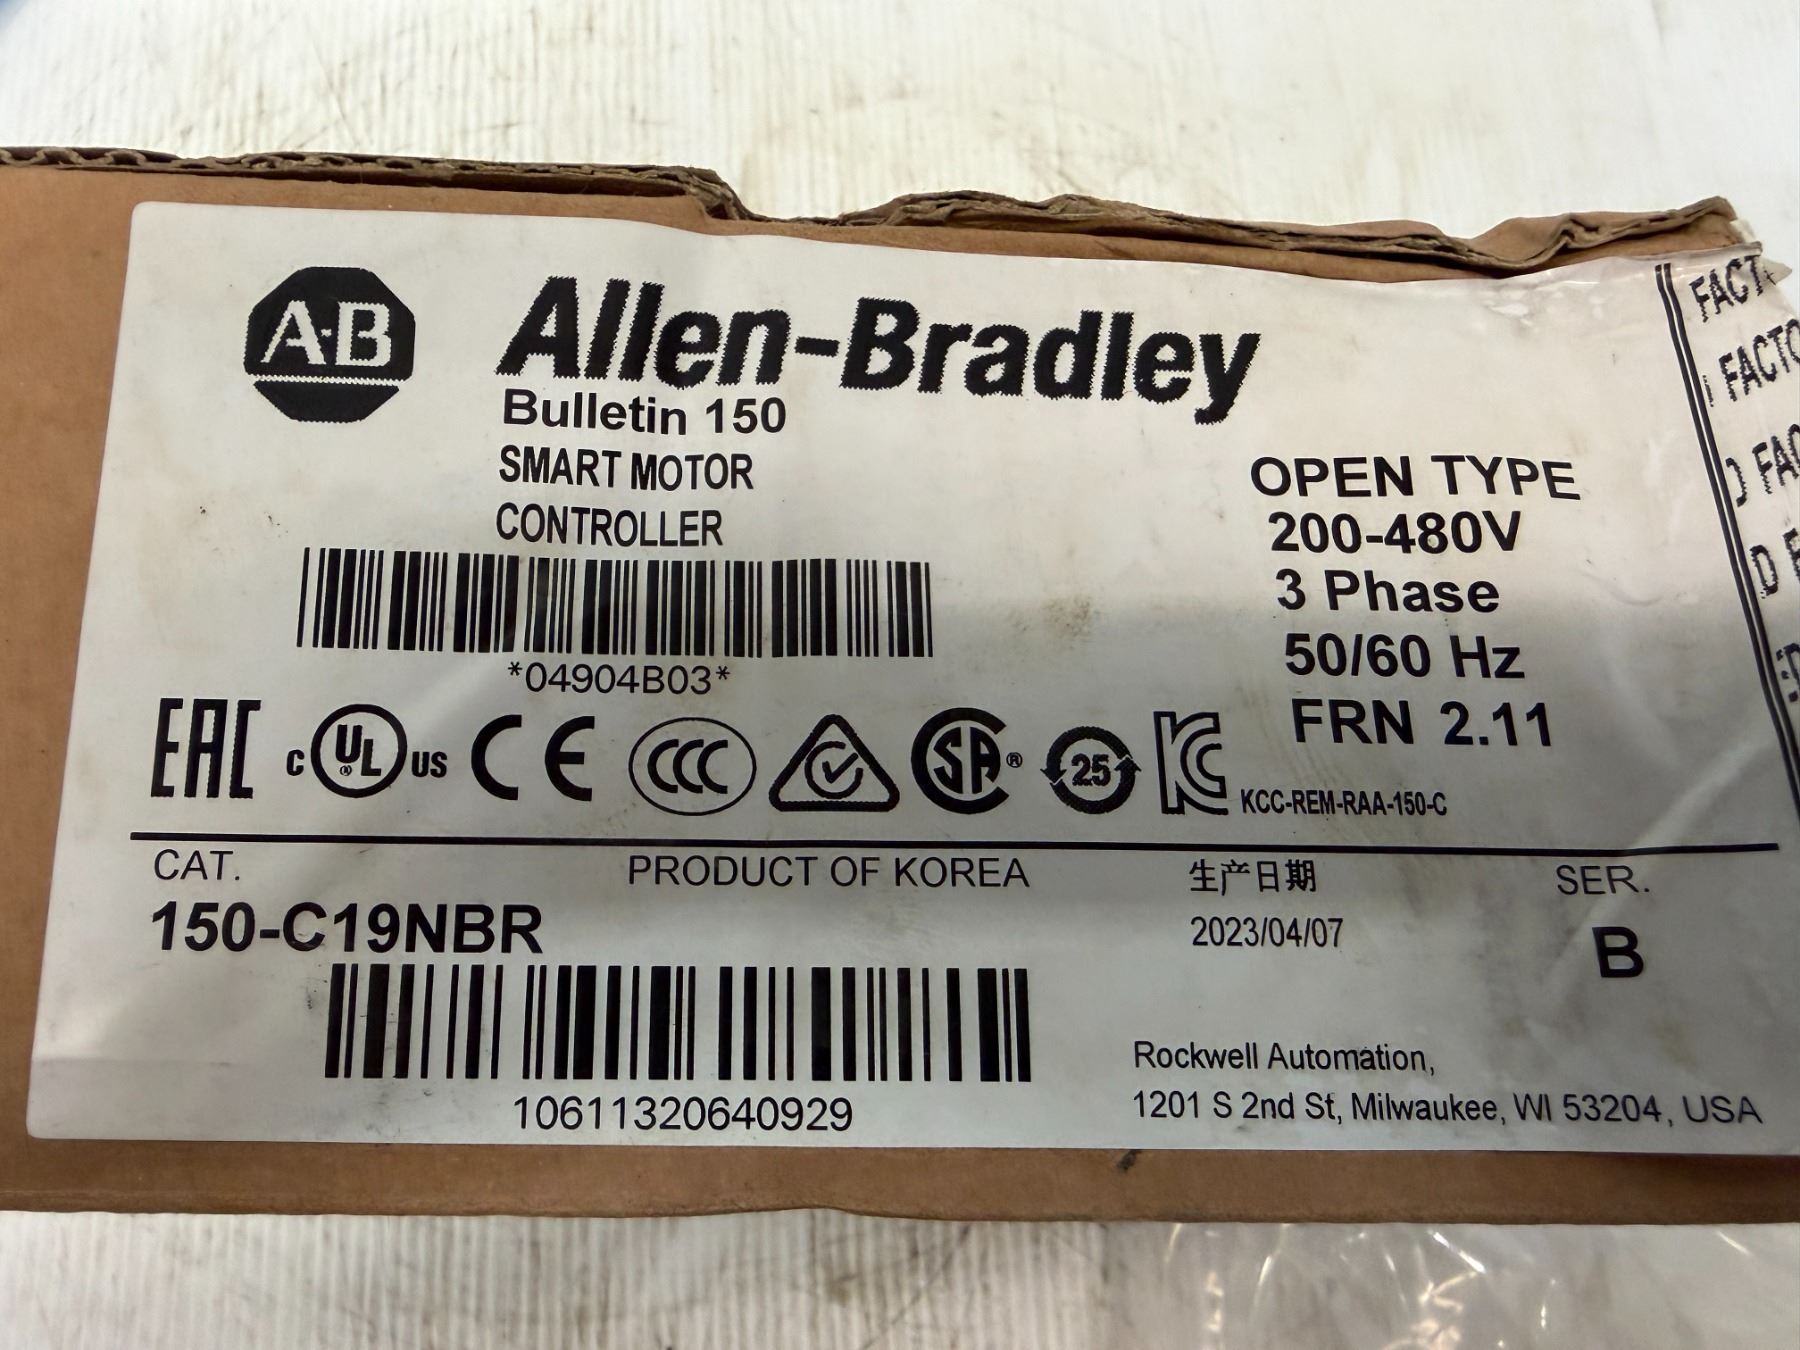 A-B
Allen-Bradley
Bulletin 150
SMART MOTOR
CONTROLLER
*04904B03*
OPEN TYPE
200-480V
3 Phase
50/60 Hz
FRN 2.11
EAC
C UL ® US CE CCC SA ® 25 KC KCC-REM-RAA-150-C
CAT. PRODUCT OF KOREA 生产日期 SER.
150-C19NBR 2023/04/07 B
10611320640929
Rockwell Automation,
1201 S 2nd St, Milwaukee, WI 53204, USA